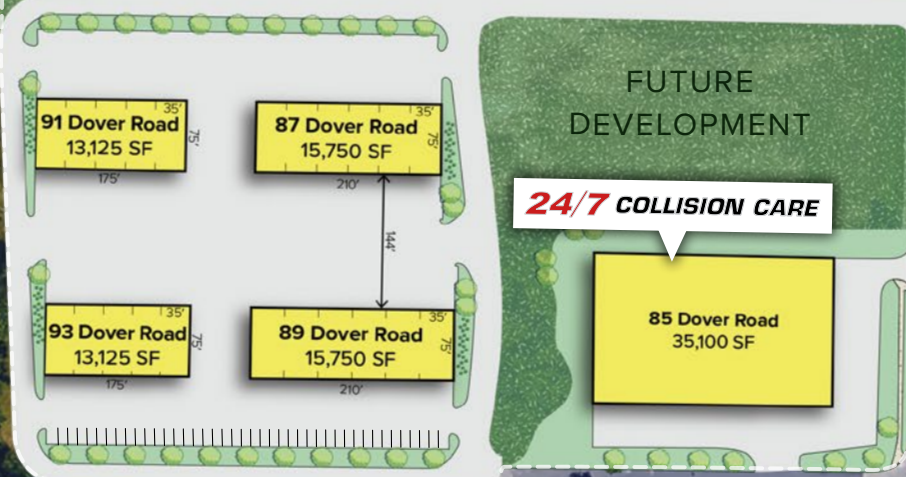 35'
91 Dover Road
13,125 SF
75'
175'
35'
87 Dover Road
15,750 SF
75'
210'
144'
FUTURE
DEVELOPMENT
24/7 COLLISION CARE
85 Dover Road
35,100 SF
35'
93 Dover Road
13,125 SF
75'
175'
35'
89 Dover Road
15,750 SF
75'
210'